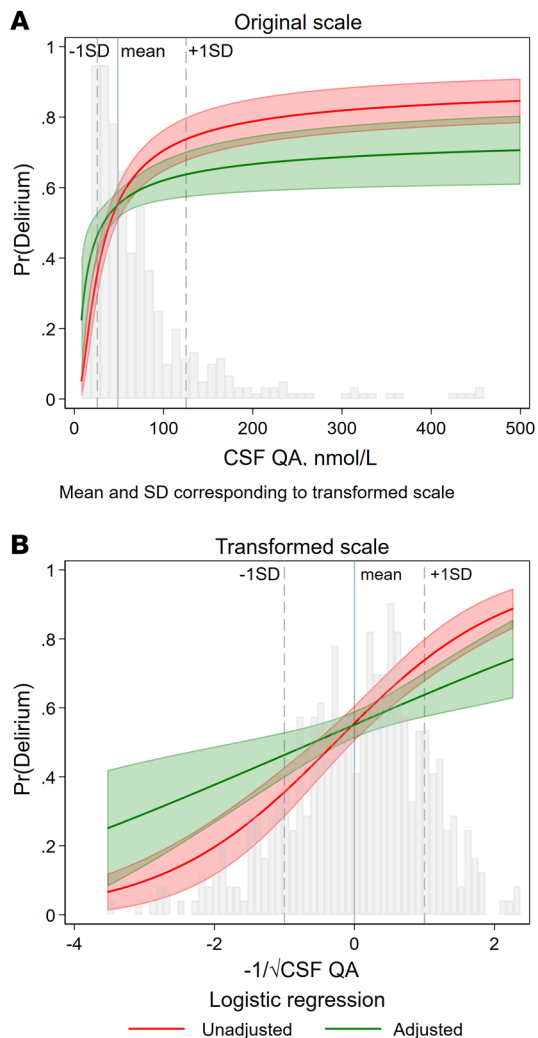 A
Original scale
-1SD
mean
+1SD
1
.8
.6
.4
.2
0
Pr(Delirium)
0
100
200
300
400
500
CSF QA, nmol/L
Mean and SD corresponding to transformed scale
B
Transformed scale
-1SD
mean
+1SD
1
.8
.6
.4
.2
0
Pr(Delirium)
-4
-2
0
2
-1/√CSF QA
Logistic regression
Unadjusted
Adjusted